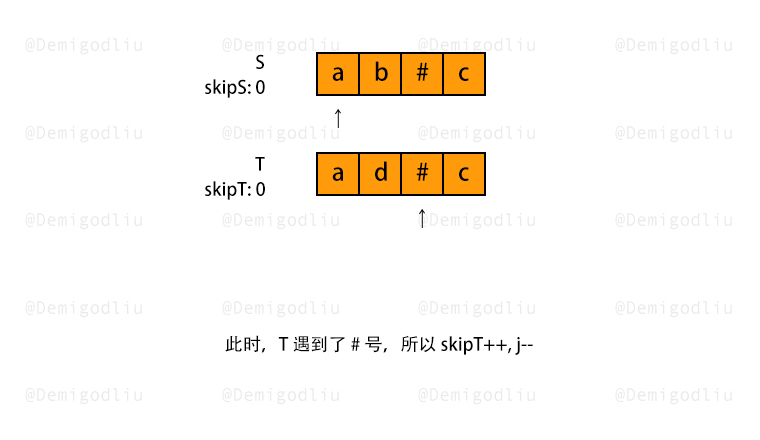 @Demigodliu @Demigodliu @Demigodliu @Demigodliu
S
a b # c
skipS: 0
↑
@Demigodliu @Demigodliu @Demigodliu @Demigodliu
T
a d # c
skipT: 0
↑
@Demigodliu @Demigodliu @Demigodliu @Demigodliu
@Demigodliu @Demigodliu @Demigodliu @Demigodliu
此时，T 遇到了 # 号，所以 skipT++, j--
@Demigodliu @Demigodliu @Demigodliu @Demigodliu